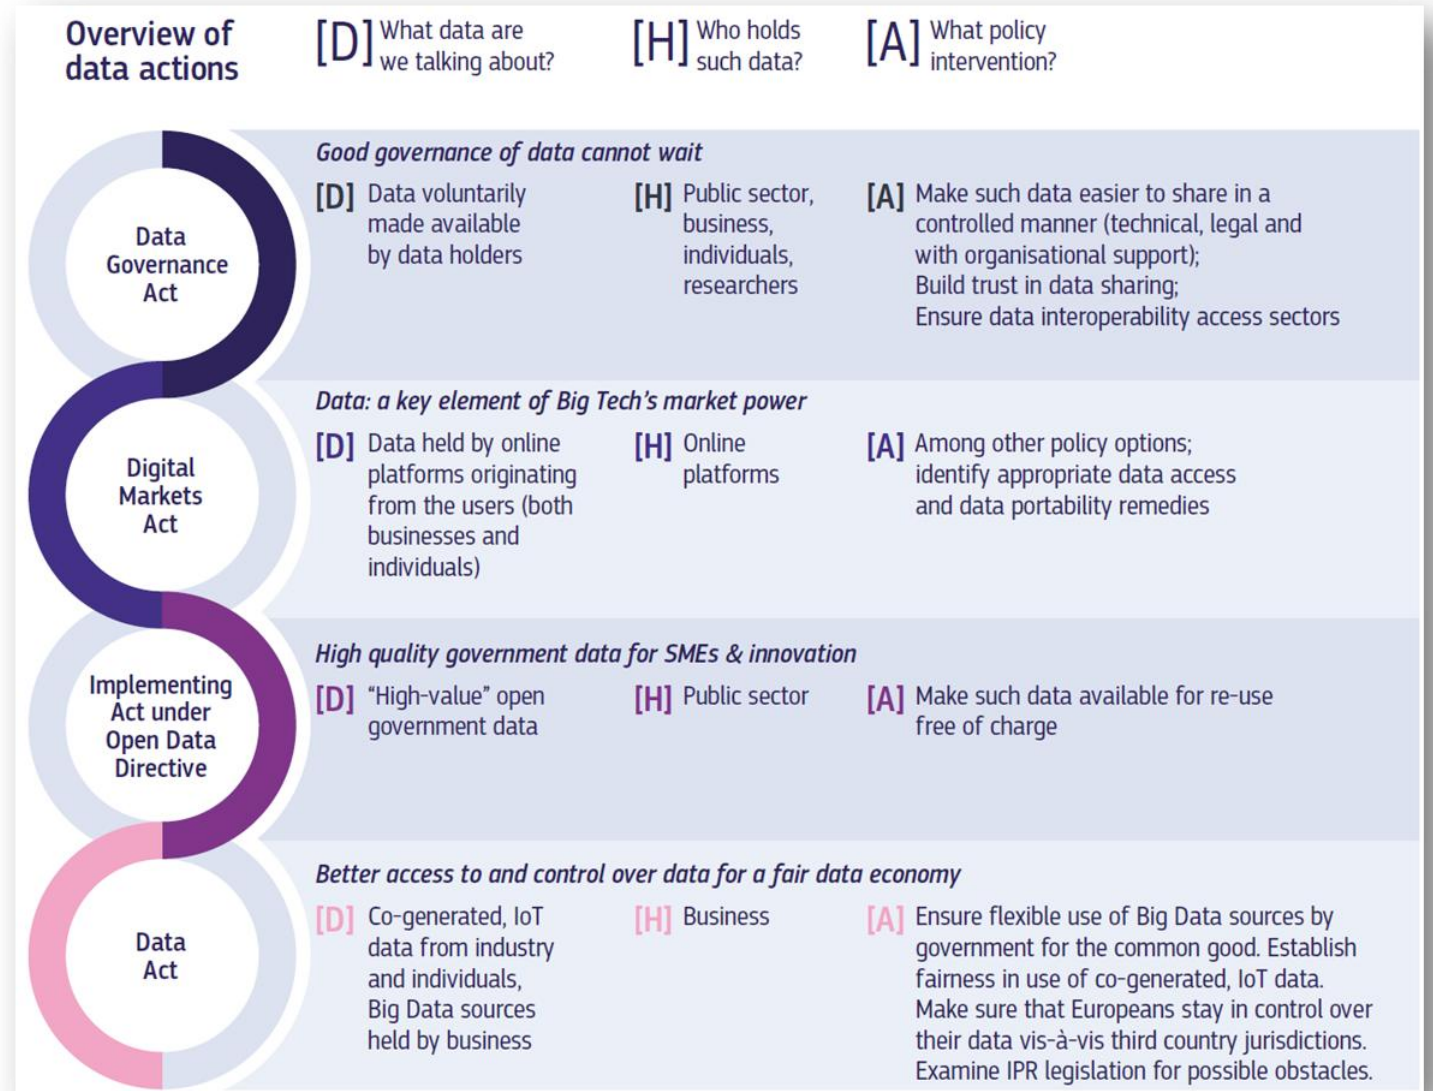 Overview of
data actions
[D] What data are
we talking about?
[H] Who holds
such data?
[A] What policy
intervention?
Data
Governance
Act
Good governance of data cannot wait
[D] Data voluntarily
made available
by data holders
[H] Public sector,
business,
individuals,
researchers
[A] Make such data easier to share in a
controlled manner (technical, legal and
with organisational support);
Build trust in data sharing;
Ensure data interoperability access sectors
Digital
Markets
Act
Data: a key element of Big Tech's market power
[D] Data held by online
platforms originating
from the users (both
businesses and
individuals)
[H] Online
platforms
[A] Among other policy options;
identify appropriate data access
and data portability remedies
Implementing
Act under
Open Data
Directive
High quality government data for SMEs & innovation
[D] “High-value” open
government data
[H] Public sector
[A] Make such data available for re-use
free of charge
Data
Act
Better access to and control over data for a fair data economy
[D] Co-generated, IoT
data from industry
and individuals,
Big Data sources
held by business
[H] Business
[A] Ensure flexible use of Big Data sources by
government for the common good. Establish
fairness in use of co-generated, IoT data.
Make sure that Europeans stay in control over
their data vis-à-vis third country jurisdictions.
Examine IPR legislation for possible obstacles.